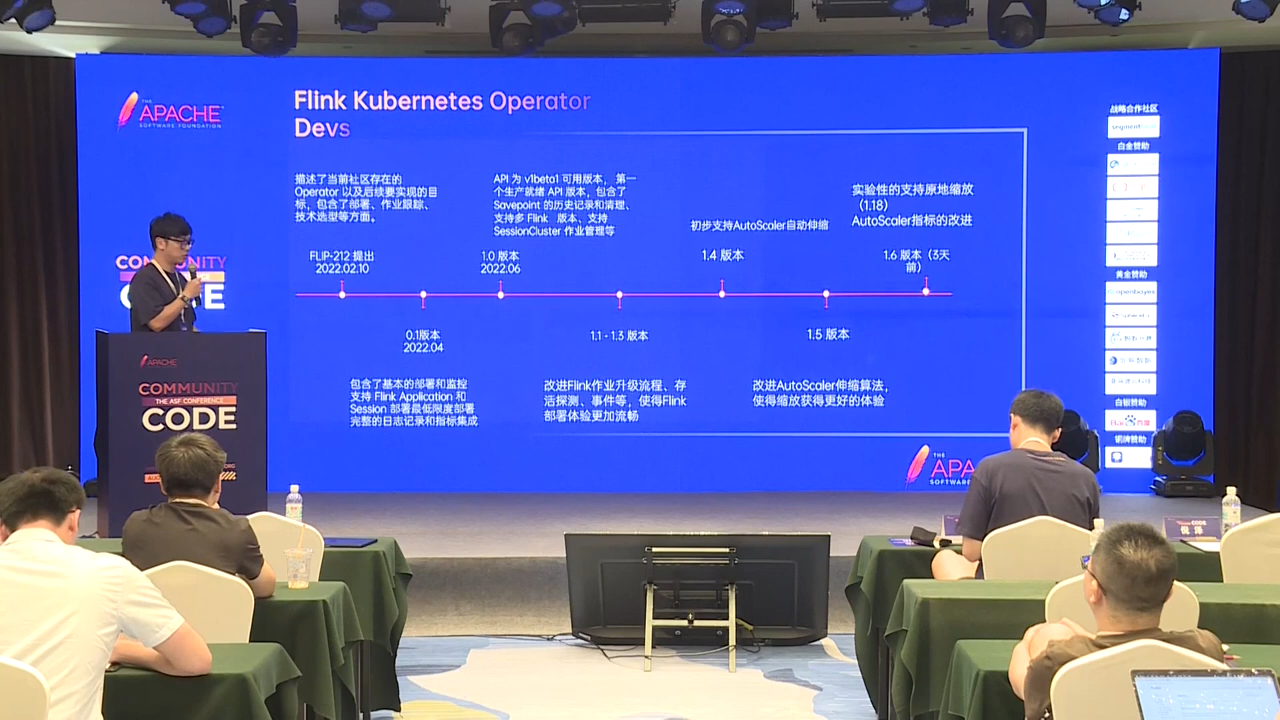 THE
APACHE
SOFTWARE FOUNDATION
Flink Kubernetes Operator
Devs
描述了当前社区存在的
Operator 以及后续要实现的目
标，包含了部署、作业跟踪、
技术选型等方面。
API 为 v1beta1 可用版本，第一
个生产就绪 API 版本，包含了
Savepoint 的历史记录和清理、
支持多 Flink 版本、支持
SessionCluster 作业管理等
初步支持AutoScaler自动伸缩
实验性的支持原地缩放
（1.18）
AutoScaler指标的改进
FLIP-212 提出
2022.02.10
1.0 版本
2022.06
1.4 版本
1.6 版本（3天
前）
0.1版本
2022.04
1.1 - 1.3 版本
1.5 版本
包含了基本的部署和监控
支持 Flink Application 和
Session 部署最低限度部署
完整的日志记录和指标集成
改进Flink作业升级流程、存
活探测、事件等，使得Flink
部署体验更加流畅
改进AutoScaler伸缩算法，
使得缩放获得更好的体验
战略合作社区
白金赞助
黄金赞助
openbayes
白银赞助
Bai百度
铜牌赞助
THE
APA
SOFTWARE
APACHE
COMMUNITY
THE ASF CONFERENCE
CODE